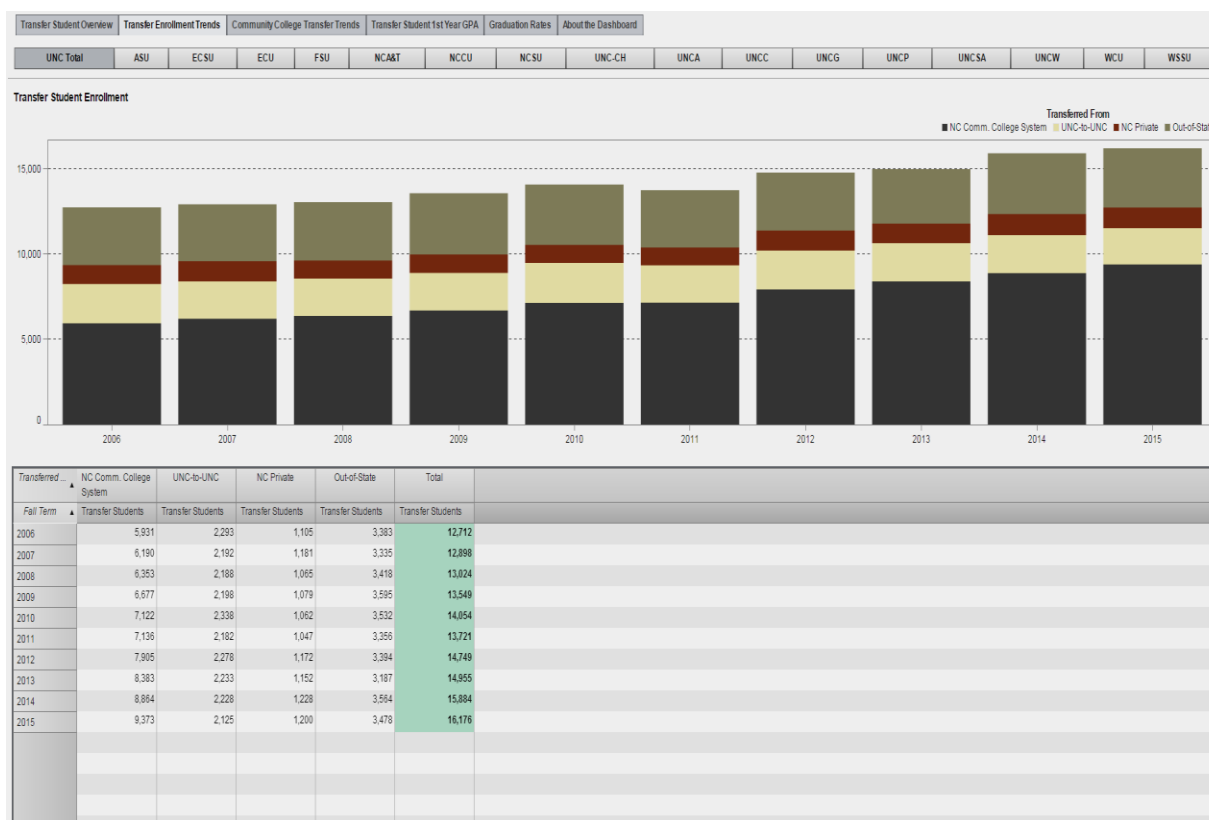 Transfer Student Overview Transfer Enrollment Trends Community College Transfer Trends Transfer Student 1st Year GPA Graduation Rates About the Dashboard
UNC Total ASU ECSU ECU FSU NCA&T NCCU NCSU UNC-CH UNCA UNCC UNCG UNCP UNCSA UNCW WCU WSSU
Transfer Student Enrollment
Transferred From
NC Comm. College System UNC-to-UNC NC Private Out-of-Stat
15,000
10,000
5,000
0
2006 2007 2008 2009 2010 2011 2012 2013 2014 2015
Transferred ... NC Comm. College System UNC-to-UNC NC Private Out-of-State Total
Fall Term Transfer Students Transfer Students Transfer Students Transfer Students Transfer Students
2006 5,931 2,293 1,105 3,383 12,712
2007 6,190 2,192 1,181 3,335 12,898
2008 6,353 2,188 1,065 3,418 13,024
2009 6,677 2,198 1,079 3,595 13,549
2010 7,122 2,338 1,062 3,532 14,054
2011 7,136 2,182 1,047 3,356 13,721
2012 7,905 2,278 1,172 3,394 14,749
2013 8,383 2,233 1,152 3,187 14,955
2014 8,864 2,228 1,228 3,564 15,884
2015 9,373 2,125 1,200 3,478 16,176